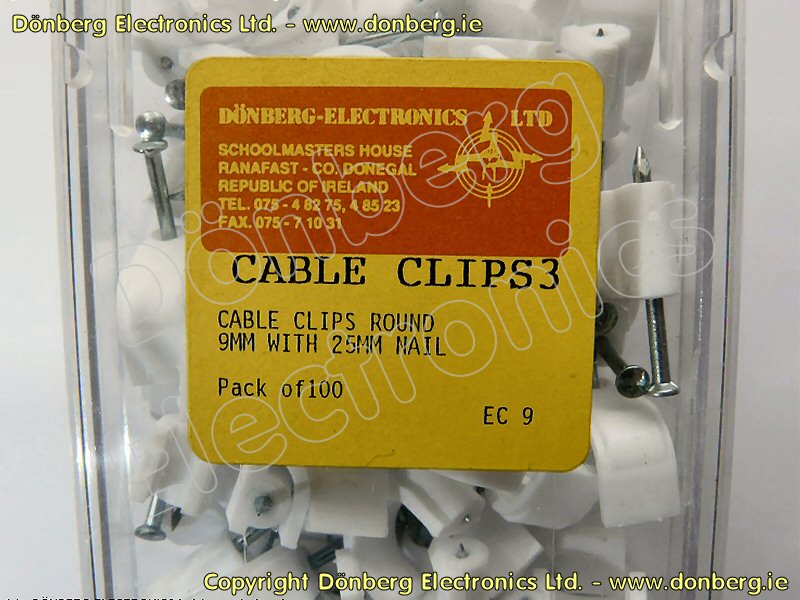 Dönberg Electronics Ltd. - www.donberg.ie
DÖNBERG-ELECTRONICS LTD
SCHOOLMASTERS HOUSE
RANAFAST - CO. DONEGAL
REPUBLIC OF IRELAND
TEL. 075 - 4 82 75, 4 85 23
FAX. 075 - 7 10 31
CABLE CLIPS3
CABLE CLIPS ROUND
9MM WITH 25MM NAIL
Pack of100
EC 9
Dönberg
Electronics
Copyright Dönberg Electronics Ltd. - www.donberg.ie